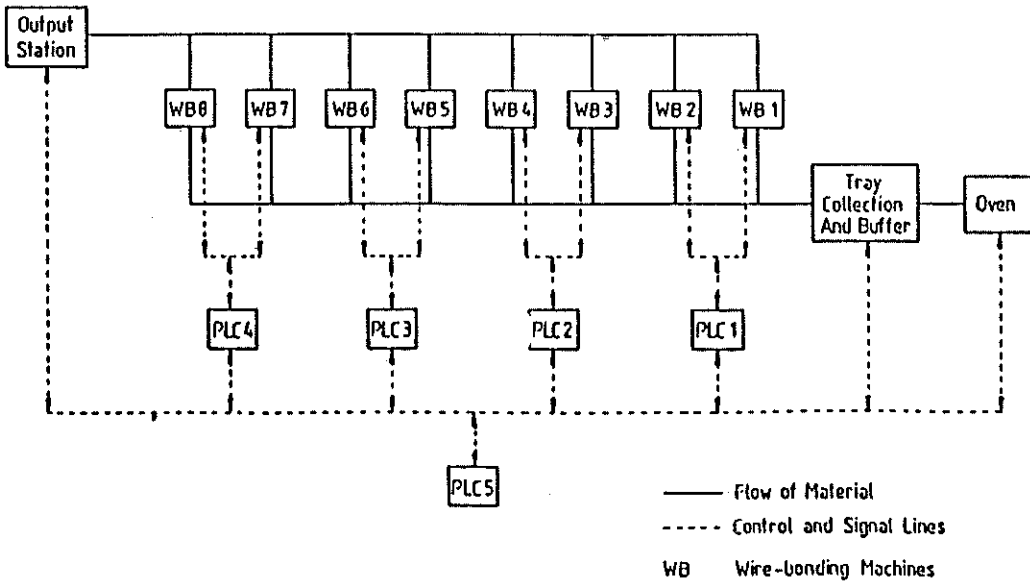 Output
Station
WB8
WB7
WB6
WB5
WB4
WB3
WB2
WB1
Tray
Collection
And Buffer
Oven
PLC4
PLC3
PLC2
PLC1
PLC5
Flow of Material
Control and Signal Lines
WB Wire-bonding Machines